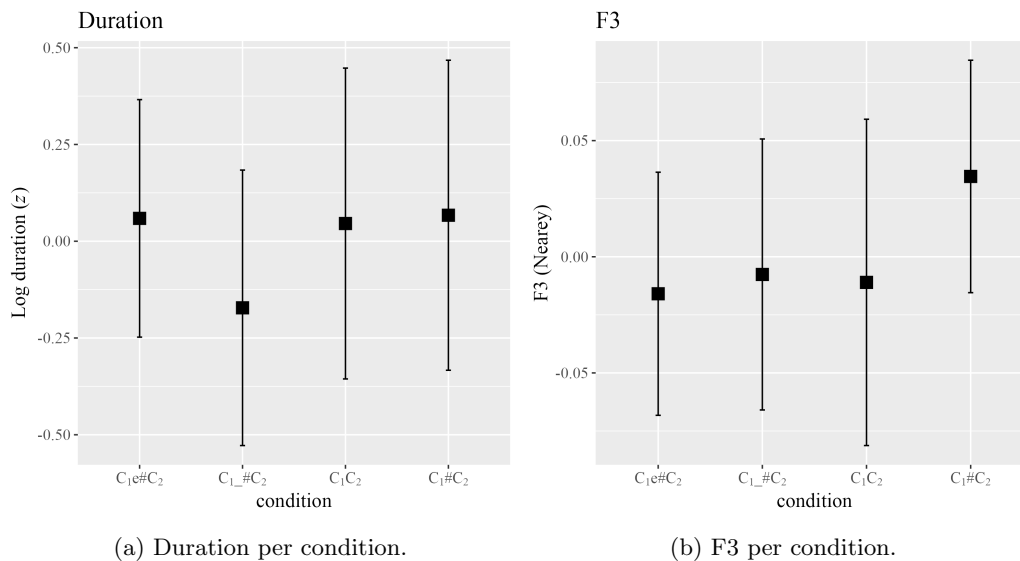 Duration
0.50
0.25
0.00
-0.25
-0.50
Log duration (z)
C₁e#C₂ C₁_#C₂ C₁C₂ C₁#C₂
condition
(a) Duration per condition.
F3
0.05
0.00
-0.05
F3 (Nearey)
C₁e#C₂ C₁_#C₂ C₁C₂ C₁#C₂
condition
(b) F3 per condition.